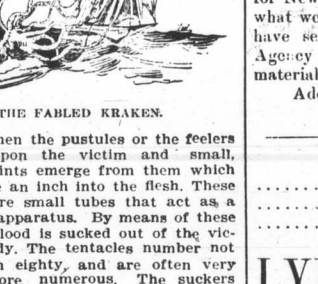 THE FABLED KRAKEN.
hen the pustules or the feelers
pon the victim and small,
ints emerge from them which
e an inch into the flesh. These
re small tubes that act as a
apparatus. By means of these
lood is sucked out of the vic-
dy. The tentacles number not
n eighty, and are often very
ore numerous. The suckers
for New
what wo
have se
Agency
material
Ad